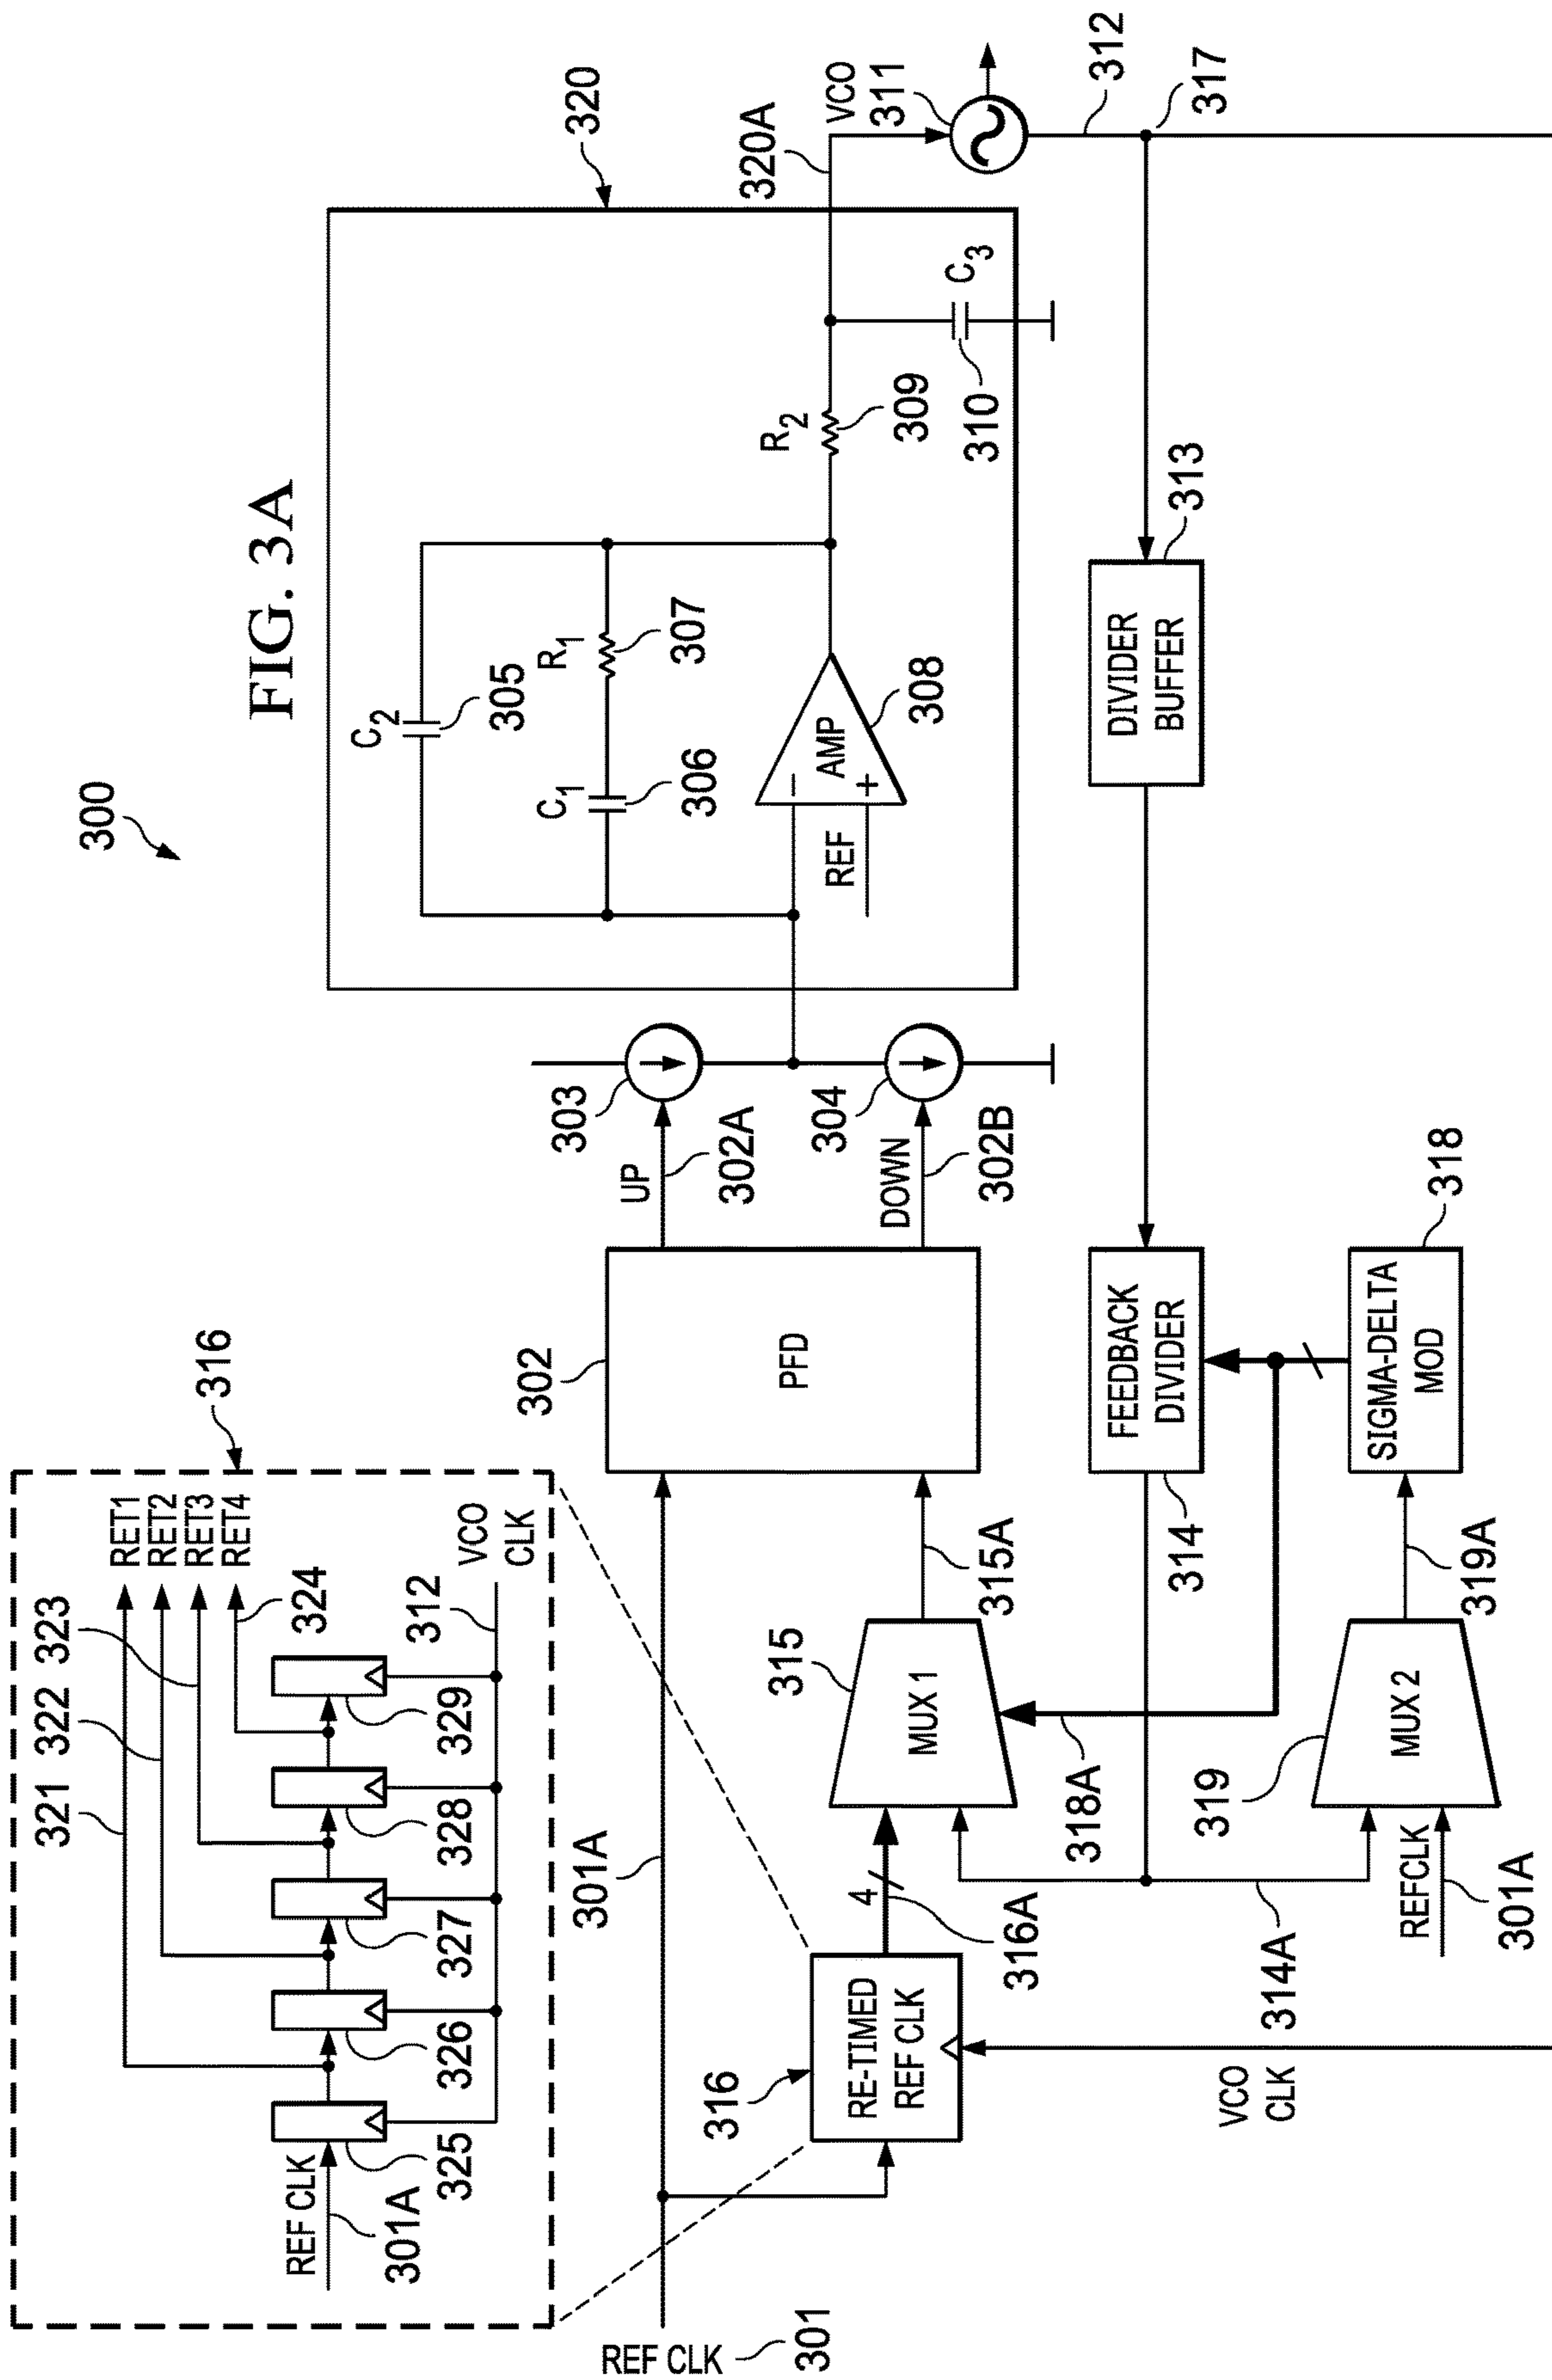 FIG. 3A
300
316
RET1
RET2
RET3
RET4
321
322
323
324
REF CLK
301A
325
326
327
328
329
312
VCO
CLK
320
C2
305
C1
306
R1
307
AMP
−
+
308
REF
R2
309
C3
310
320A
VCO
311
312
317
REF CLK
301
301A
302
PFD
UP
302A
DOWN
302B
303
304
316
RE-TIMED
REF CLK
4
316A
315
MUX 1
315A
318A
314
FEEDBACK
DIVIDER
313
DIVIDER
BUFFER
314A
VCO
CLK
319
MUX 2
REFCLK
301A
319A
SIGMA-DELTA
MOD
318